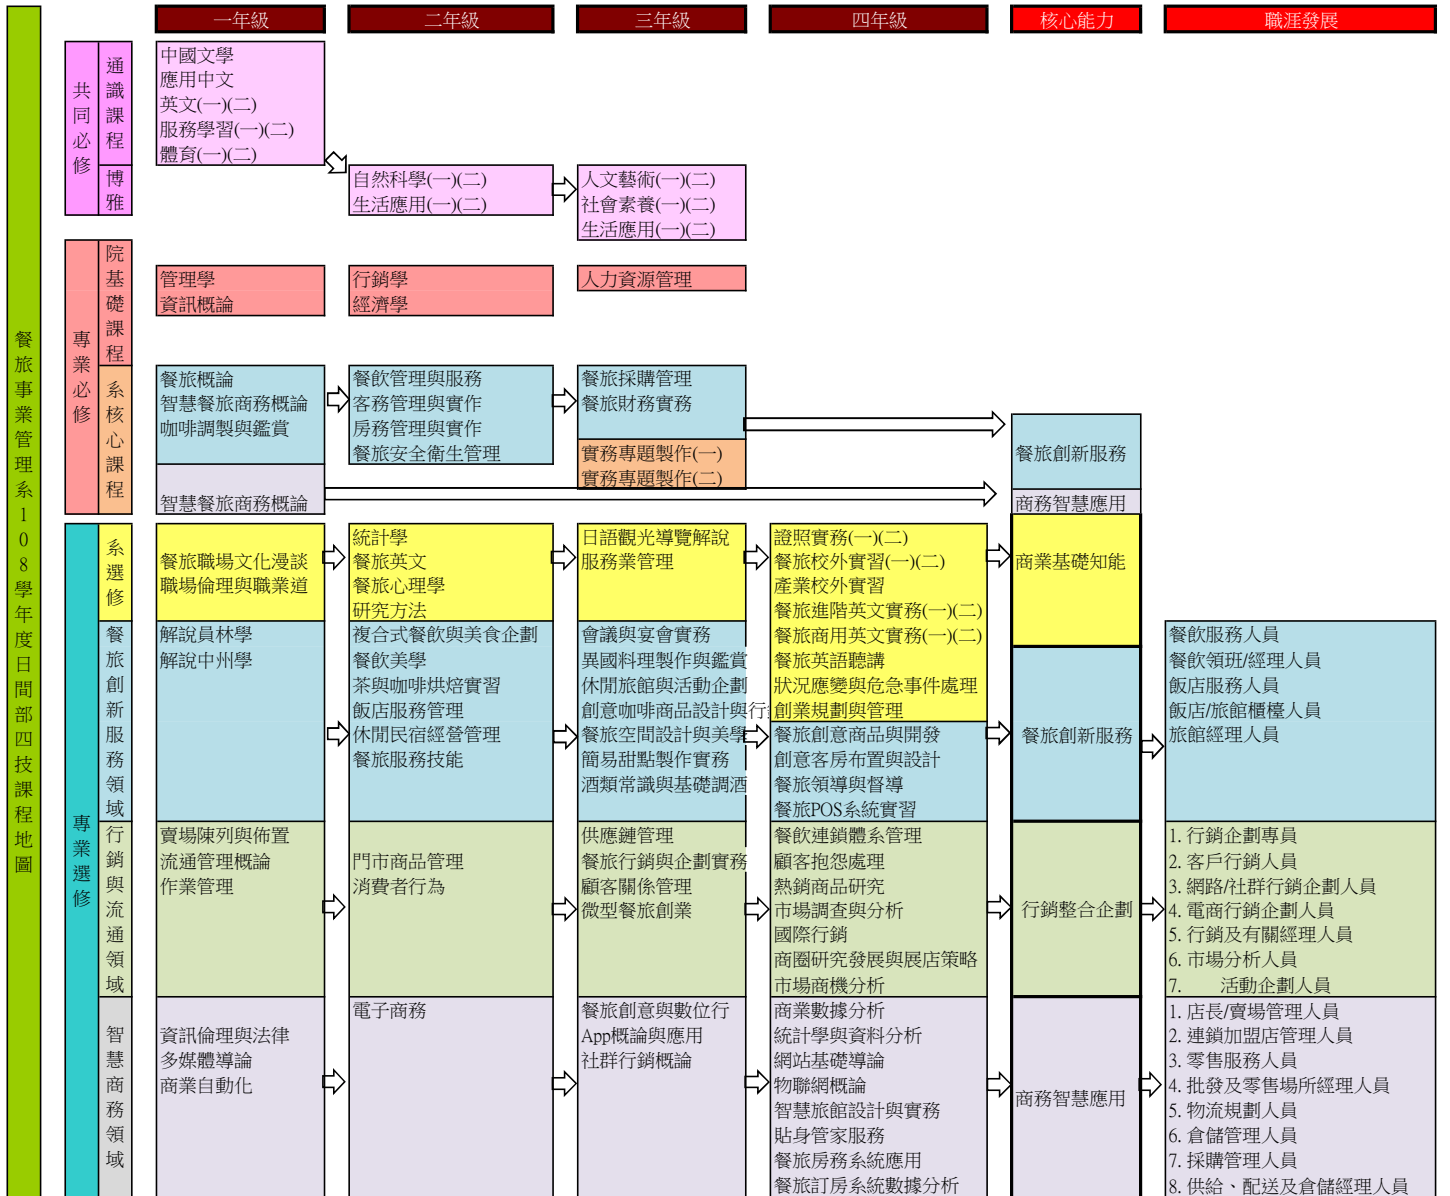 一年級
二年級
三年級
四年級
核心能力
職涯發展
餐旅事業管理系108學年度日間部四技課程地圖
共同必修
通識課程
中國文學
應用中文
英文(一)(二)
服務學習(一)(二)
體育(一)(二)
博雅
自然科學(一)(二)
生活應用(一)(二)
人文藝術(一)(二)
社會素養(一)(二)
生活應用(一)(二)
專業必修
院基礎課程
管理學
資訊概論
行銷學
經濟學
人力資源管理
系核心課程
餐旅概論
智慧餐旅商務概論
咖啡調製與鑑賞
智慧餐旅商務概論
餐飲管理與服務
客務管理與實作
房務管理與實作
餐旅安全衛生管理
餐旅採購管理
餐旅財務實務
實務專題製作(一)
實務專題製作(二)
餐旅創新服務
商務智慧應用
專業選修
系選修
餐旅職場文化漫談
職場倫理與職業道
統計學
餐旅英文
餐旅心理學
研究方法
日語觀光導覽解說
服務業管理
證照實務(一)(二)
餐旅校外實習(一)(二)
產業校外實習
餐旅進階英文實務(一)(二)
餐旅商用英文實務(一)(二)
餐旅英語聽講
狀況應變與危急事件處理
創業規劃與管理
商業基礎知能
餐旅創新服務領域
解說員林學
解說中州學
複合式餐飲與美食企劃
餐飲美學
茶與咖啡烘焙實習
飯店服務管理
休閒民宿經營管理
餐旅服務技能
會議與宴會實務
異國料理製作與鑑賞
休閒旅館與活動企劃
創意咖啡商品設計與行
餐旅空間設計與美學
簡易甜點製作實務
酒類常識與基礎調酒
餐旅創意商品與開發
創意客房布置與設計
餐旅領導與督導
餐旅POS系統實習
餐旅創新服務
餐飲服務人員
餐飲領班/經理人員
飯店服務人員
飯店/旅館櫃檯人員
旅館經理人員
行銷與流通領域
賣場陳列與佈置
流通管理概論
作業管理
門市商品管理
消費者行為
供應鏈管理
餐旅行銷與企劃實務
顧客關係管理
微型餐旅創業
餐飲連鎖體系管理
顧客抱怨處理
熱銷商品研究
市場調查與分析
國際行銷
商圈研究發展與展店策略
市場商機分析
行銷整合企劃
1. 行銷企劃專員
2. 客戶行銷人員
3. 網路/社群行銷企劃人員
4. 電商行銷企劃人員
5. 行銷及有關經理人員
6. 市場分析人員
7. 活動企劃人員
智慧商務領域
資訊倫理與法律
多媒體導論
商業自動化
電子商務
餐旅創意與數位行
App概論與應用
社群行銷概論
商業數據分析
統計學與資料分析
網站基礎導論
物聯網概論
智慧旅館設計與實務
貼身管家服務
餐旅房務系統應用
餐旅訂房系統數據分析
商務智慧應用
1. 店長/賣場管理人員
2. 連鎖加盟店管理人員
3. 零售服務人員
4. 批發及零售場所經理人員
5. 物流規劃人員
6. 倉儲管理人員
7. 採購管理人員
8. 供給、配送及倉儲經理人員